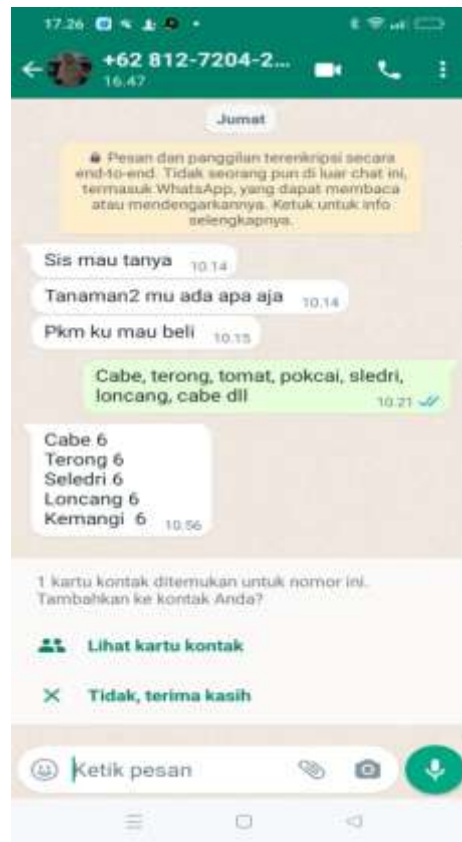 17.26
+62 812-7204-2...
16.47
Jumat
Pesan dan panggilan terenkripsi secara
end-to-end. Tidak seorang pun di luar chat ini,
termasuk WhatsApp, yang dapat membaca
atau mendengarkannya. Ketuk untuk info
selengkapnya.
Sis mau tanya 10.14
Tanaman2 mu ada apa aja 10.14
Pkm ku mau beli 10.15
Cabe, terong, tomat, pokcai, sledri,
loncang, cabe dll 10.21
Cabe 6
Terong 6
Seledri 6
Loncang 6
Kemangi 6 10.56
1 kartu kontak ditemukan untuk nomor ini.
Tambahkan ke kontak Anda?
Lihat kartu kontak
Tidak, terima kasih
Ketik pesan